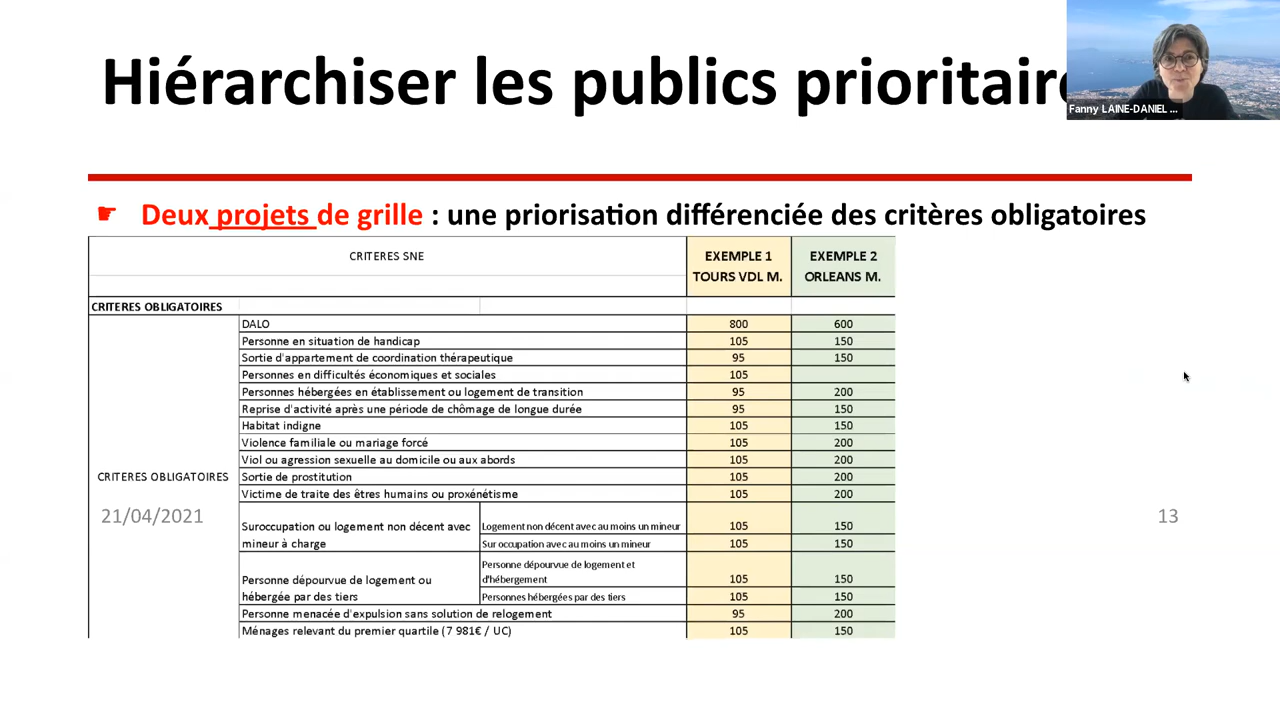 Hiérarchiser les publics prioritaire
Fanny LAINE-DANIEL ...
☛ Deux projets de grille : une priorisation différenciée des critères obligatoires
CRITERES SNE EXEMPLE 1 TOURS VDL M. EXEMPLE 2 ORLEANS M.
CRITERES OBLIGATOIRES
CRITERES OBLIGATOIRES
DALO 800 600
Personne en situation de handicap 105 150
Sortie d'appartement de coordination thérapeutique 95 150
Personnes en difficultés économiques et sociales 105
Personnes hébergées en établissement ou logement de transition 95 200
Reprise d'activité après une période de chômage de longue durée 95 150
Habitat indigne 105 150
Violence familiale ou mariage forcé 105 200
Viol ou agression sexuelle au domicile ou aux abords 105 200
Sortie de prostitution 105 200
Victime de traite des êtres humains ou proxénétisme 105 200
Suroccupation ou logement non décent avec mineur à charge
Logement non décent avec au moins un mineur 105 150
Sur occupation avec au moins un mineur 105 150
Personne dépourvue de logement ou hébergée par des tiers
Personne dépourvue de logement et d'hébergement 105 150
Personnes hébergées par des tiers 105 150
Personne menacée d'expulsion sans solution de relogement 95 200
Ménages relevant du premier quartile (7 981€ / UC) 105 150
21/04/2021
13